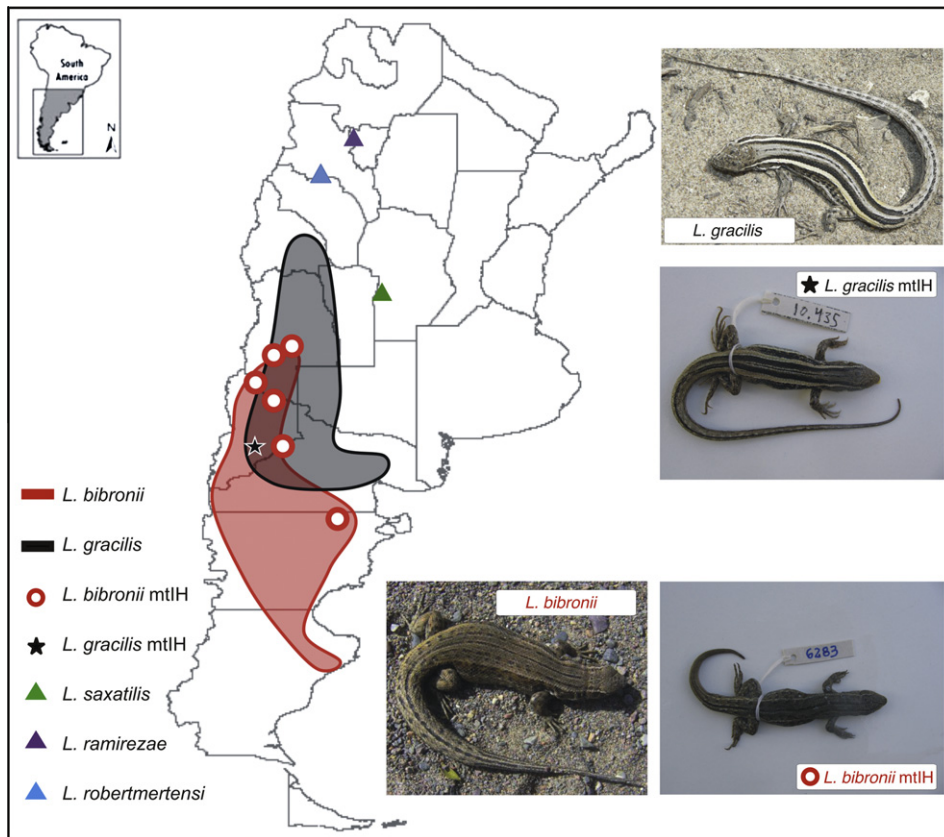 South
America
N
L. gracilis
L. gracilis mtIH
10.435
L. bibronii
L. gracilis
L. bibronii mtIH
L. gracilis mtIH
L. saxatilis
L. ramirezae
L. robertmertensi
L. bibronii
6283
L. bibronii mtIH